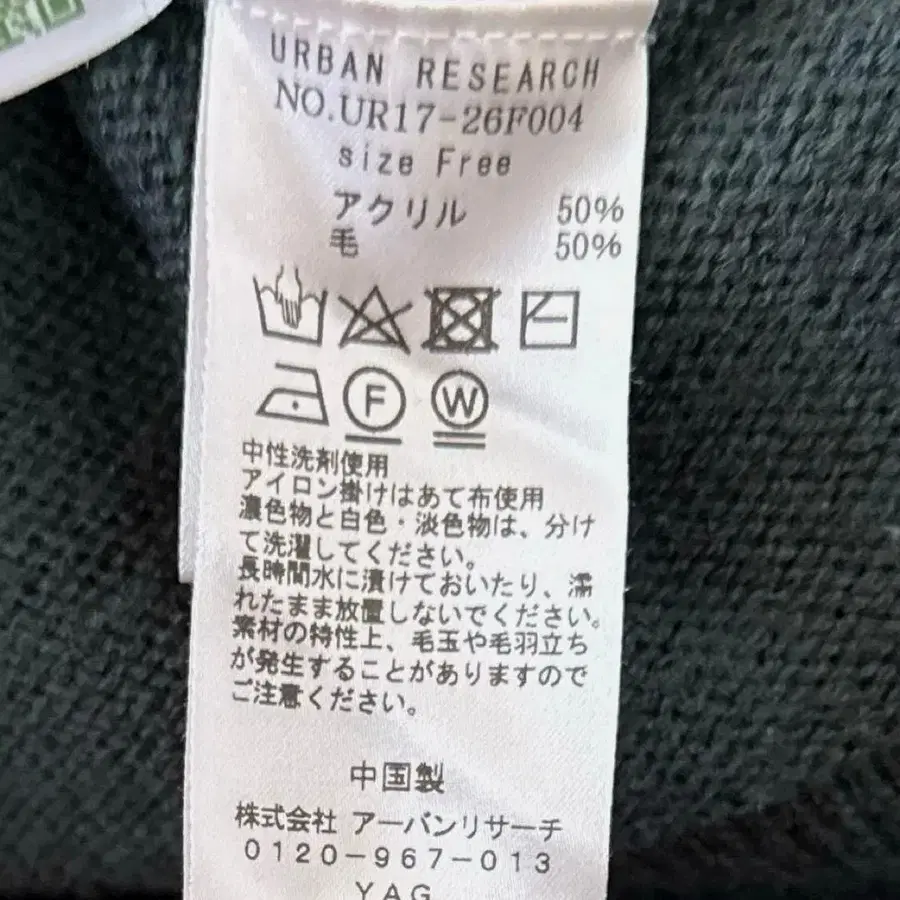 URBAN RESEARCH
NO.UR17-26F004
size Free
アクリル 50%
毛 50%
F W
中性洗剤使用
アイロン掛けはあて布使用
濃色物と白色・淡色物は、分け
て洗濯してください。
長時間水に漬けておいたり、濡
れたまま放置しないでください。
素材の特性上、毛玉や毛羽立ち
が発生することがありますので
ご注意ください。
中国製
株式会社 アーバンリサーチ
0120-967-013
YAG